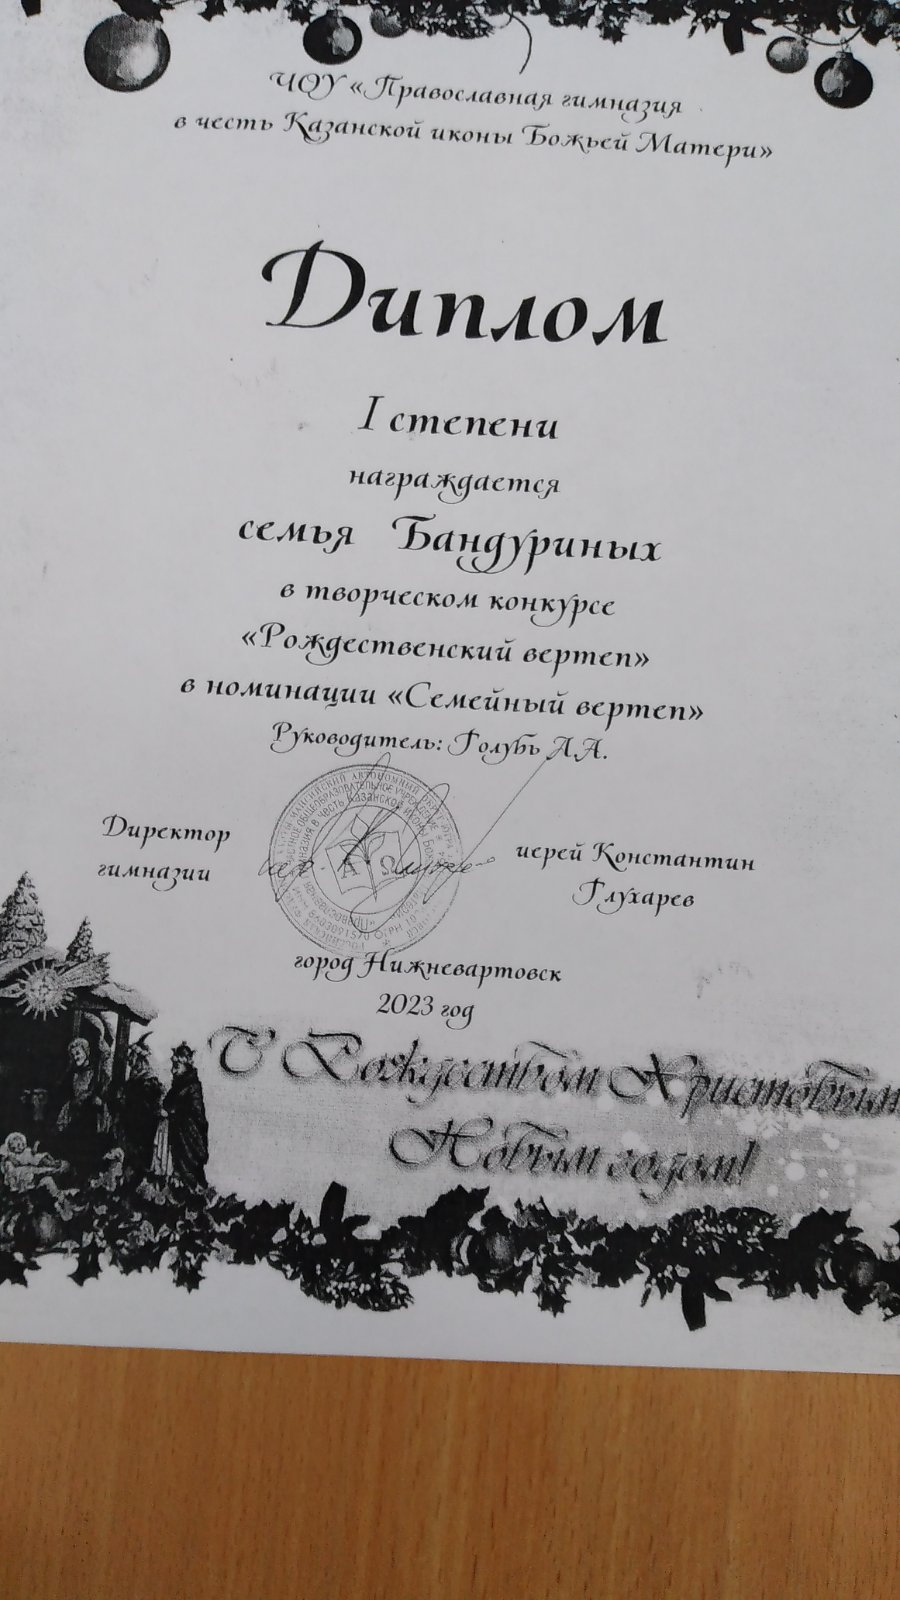 ЧОУ «Православная гимназия
в честь Казанской иконы Божьей Матери»
Диплом
I степени
награждается
семья Бандуриных
в творческом конкурсе
«Рождественский вертеп»
в номинации «Семейный вертеп»
Руководитель: Голубь Л.А.
Директор
гимназии
иерей Константин
Глухарев
город Нижневартовск
2023 год
С Рождеством Христовым
Новым годом!